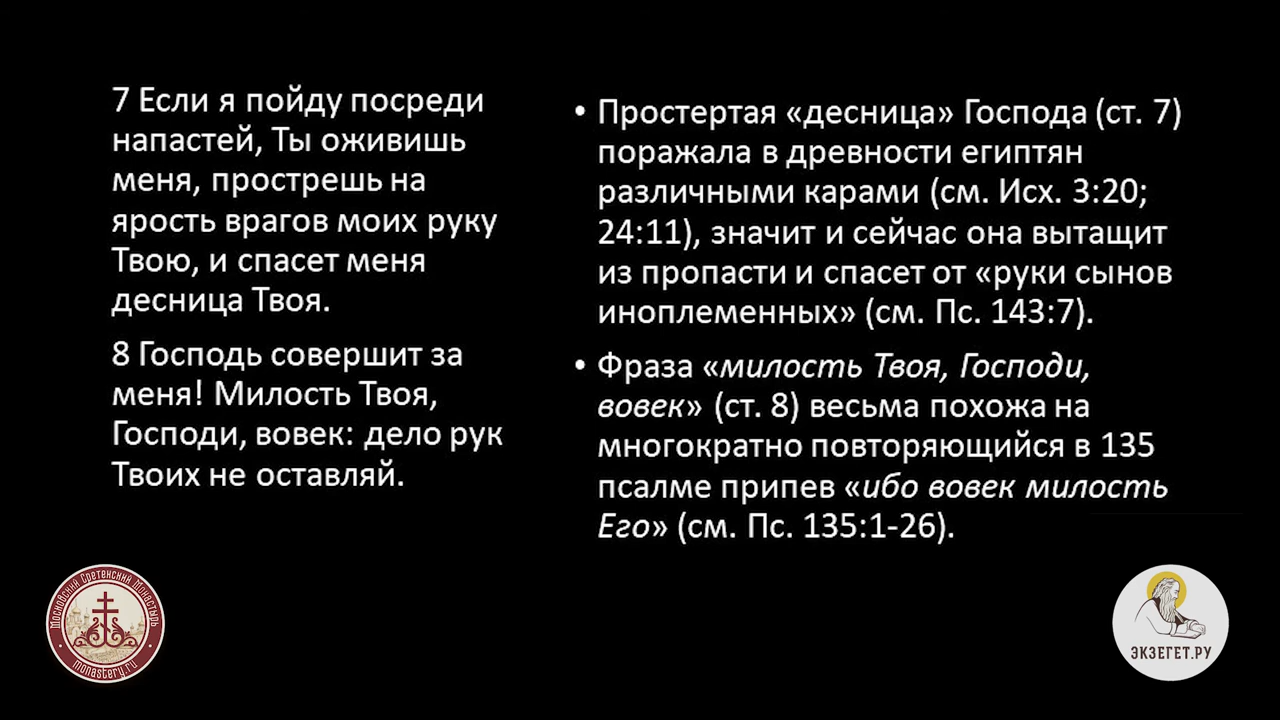 7 Если я пойду посреди
напастей, Ты оживишь
меня, прострешь на
ярость врагов моих руку
Твою, и спасет меня
десница Твоя.
8 Господь совершит за
меня! Милость Твоя,
Господи, вовек: дело рук
Твоих не оставляй.
• Простертая «десница» Господа (ст. 7)
поражала в древности египтян
различными карами (см. Исх. 3:20;
24:11), значит и сейчас она вытащит
из пропасти и спасет от «руки сынов
иноплеменных» (см. Пс. 143:7).
• Фраза «милость Твоя, Господи,
вовек» (ст. 8) весьма похожа на
многократно повторяющийся в 135
псалме припев «ибо вовек милость
Его» (см. Пс. 135:1-26).
Московский Сретенский Монастырь
monastery.ru
ЭКЗЕГЕТ.РУ